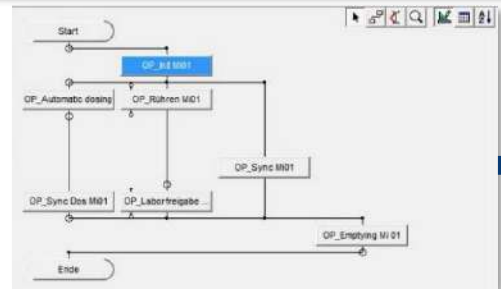 Start
OP_Init Mi01
OP_Automatic dosing
OP_Rühren Mi01
OP_Sync Mi01
OP_Sync Dos Mi01
OP_Laborfreigabe ...
OP_Emptying Mi 01
Ende